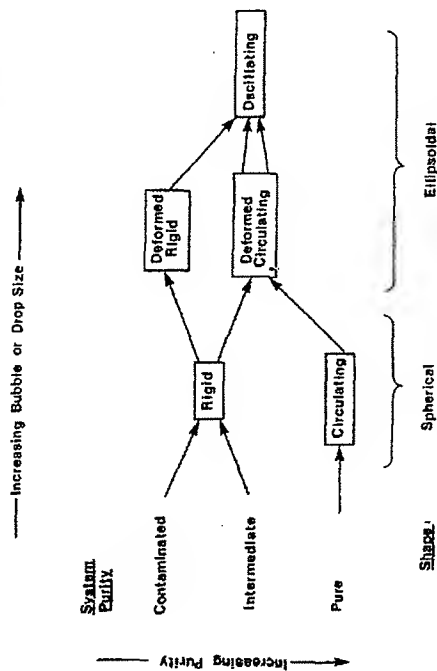 Increasing Bubble or Drop Size
System
Purity
Contaminated
Intermediate
Pure
Increasing Purity
Rigid
Circulating
Deformed
Rigid
Deformed
Circulating
Oscillating
Shape:
Spherical
Ellipsoidal